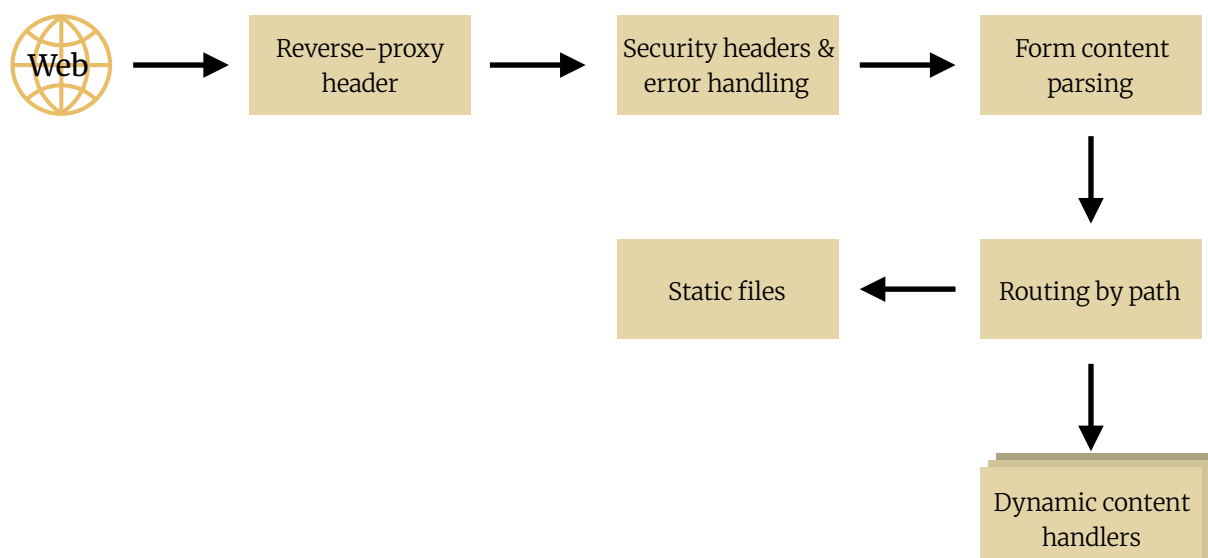 Web
Reverse-proxy
header
Security headers &
error handling
Form content
parsing
Static files
Routing by path
Dynamic content
handlers